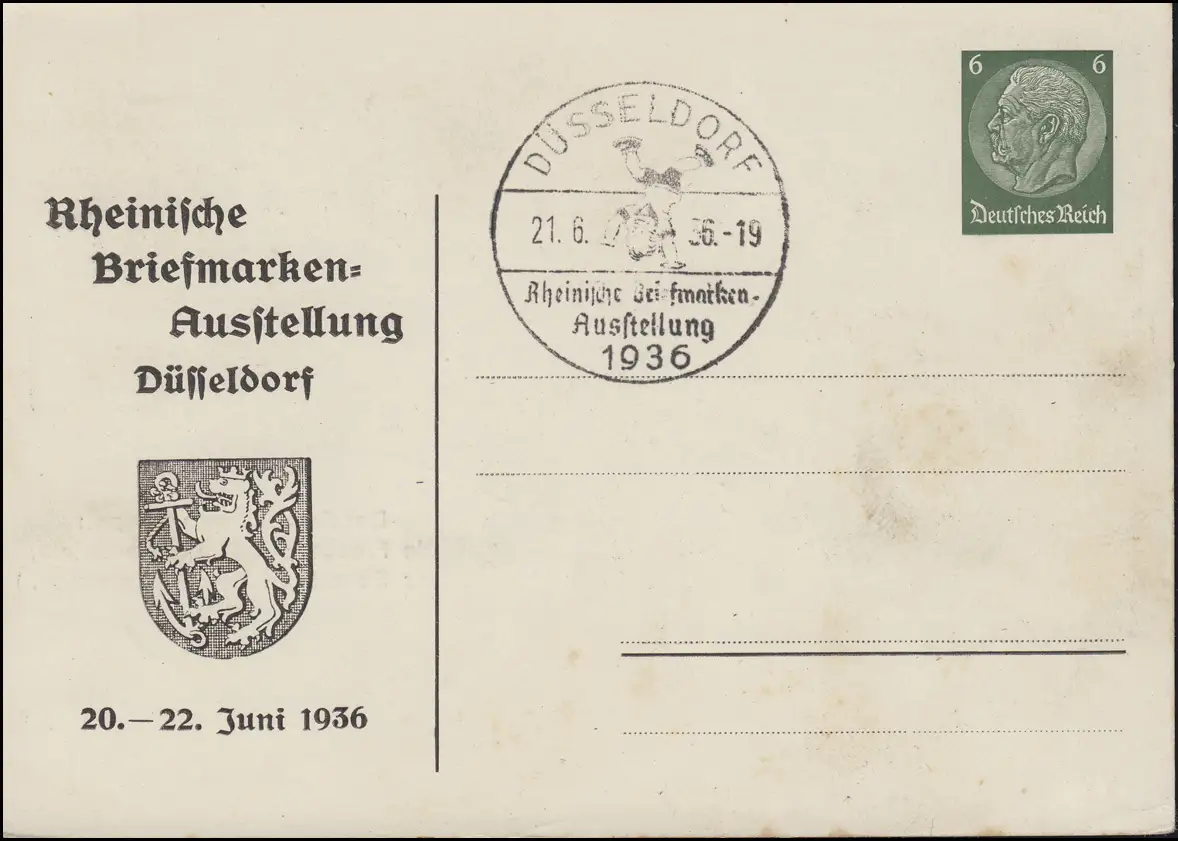 Rheinische
Briefmarken-
Ausstellung
Düsseldorf
20.—22. Juni 1936
DÜSSELDORF
21.6. 36.-19
Rheinische Briefmarken-
Ausstellung
1936
6 6
Deutsches Reich